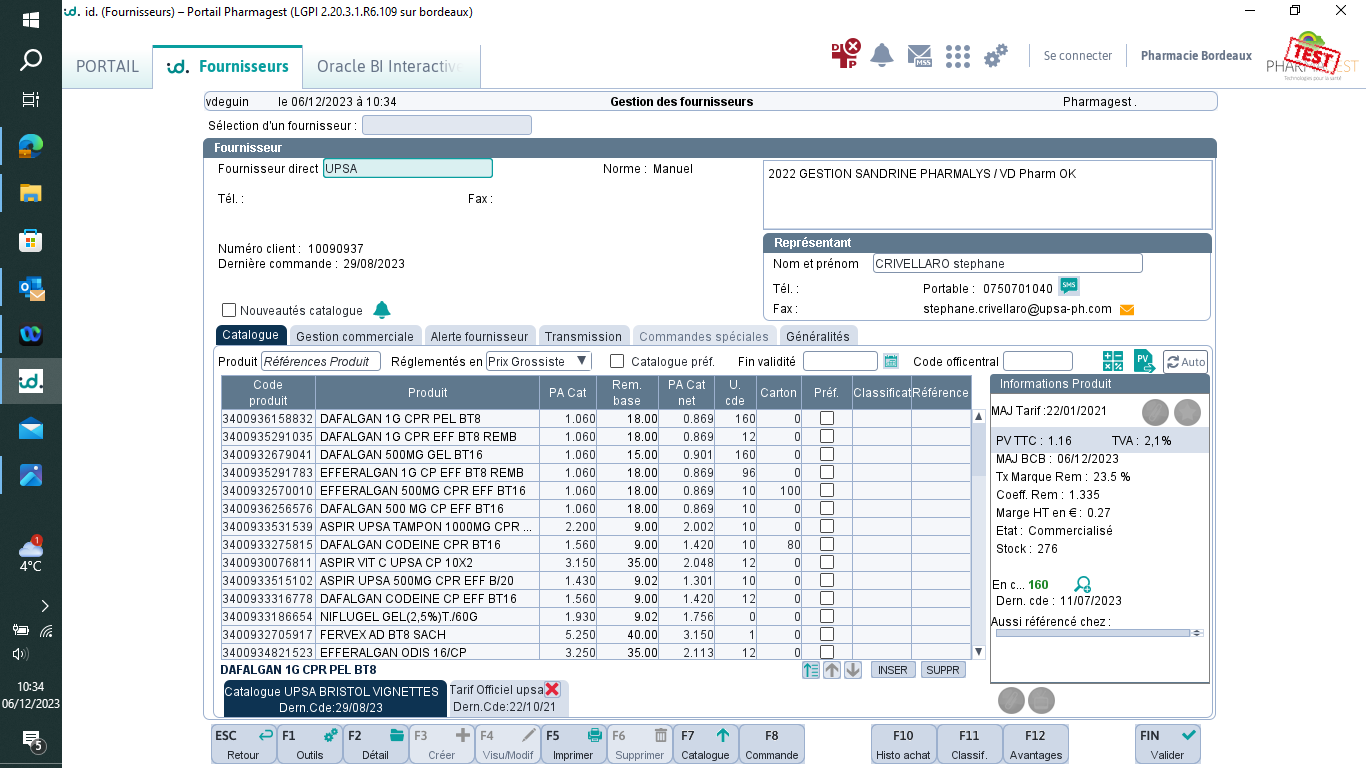 id. (Fournisseurs) – Portail Pharmagest (LGPI 2.20.3.1.R6.109 sur bordeaux)
PORTAIL
id. Fournisseurs
Oracle BI Interactive
MSS
Se connecter
Pharmacie Bordeaux
TEST
vdeguin le 06/12/2023 à 10:34 Gestion des fournisseurs Pharmagest .
Sélection d'un fournisseur :
Fournisseur
Fournisseur direct UPSA Norme : Manuel
2022 GESTION SANDRINE PHARMALYS / VD Pharm OK
Tél. : Fax :
Numéro client : 10090937
Dernière commande : 29/08/2023
Représentant
Nom et prénom CRIVELLARO stephane
Tél. : Portable : 0750701040 SMS
Fax : stephane.crivellaro@upsa-ph.com
Nouveautés catalogue
Catalogue Gestion commerciale Alerte fournisseur Transmission Commandes spéciales Généralités
Produit Références Produit Réglementés en Prix Grossiste Catalogue préf. Fin validité Code officentral PV Auto
Code produit Produit PA Cat Rem. base PA Cat net U. cde Carton Préf. Classificat Référence
3400936158832 DAFALGAN 1G CPR PEL BT8 1.060 18.00 0.869 160 0
3400935291035 DAFALGAN 1G CPR EFF BT8 REMB 1.060 18.00 0.869 12 0
3400932679041 DAFALGAN 500MG GEL BT16 1.060 15.00 0.901 160 0
3400935291783 EFFERALGAN 1G CP EFF BT8 REMB 1.060 18.00 0.869 96 0
3400932570010 EFFERALGAN 500MG CPR EFF BT16 1.060 18.00 0.869 10 100
3400936256576 DAFALGAN 500 MG CP EFF BT16 1.060 18.00 0.869 10 0
3400933531539 ASPIR UPSA TAMPON 1000MG CPR ... 2.200 9.00 2.002 10 0
3400933275815 DAFALGAN CODEINE CPR BT16 1.560 9.00 1.420 10 80
3400930076811 ASPIR VIT C UPSA CP 10X2 3.150 35.00 2.048 12 0
3400933515102 ASPIR UPSA 500MG CPR EFF B/20 1.430 9.02 1.301 10 0
3400933316778 DAFALGAN CODEINE CP EFF BT16 1.560 9.00 1.420 12 0
3400933186654 NIFLUGEL GEL(2,5%)T./60G 1.930 9.02 1.756 0 0
3400932705917 FERVEX AD BT8 SACH 5.250 40.00 3.150 1 0
3400934821523 EFFERALGAN ODIS 16/CP 3.250 35.00 2.113 12 0
Informations Produit
MAJ Tarif :22/01/2021
PV TTC : 1.16 TVA : 2,1%
MAJ BCB : 06/12/2023
Tx Marque Rem : 23.5 %
Coeff. Rem : 1.335
Marge HT en € : 0.27
Etat : Commercialisé
Stock : 276
En c... 160
Dern. cde : 11/07/2023
Aussi référencé chez :
DAFALGAN 1G CPR PEL BT8
INSER SUPPR
Catalogue UPSA BRISTOL VIGNETTES
Dern.Cde:29/08/23
Tarif Officiel upsa
Dern.Cde:22/10/21
ESC Retour
F1 Outils
F2 Détail
F3 Créer
F4 Visu/Modif
F5 Imprimer
F6 Supprimer
F7 Catalogue
F8 Commande
F10 Histo achat
F11 Classif.
F12 Avantages
FIN Valider
id.
1
4°C
10:34
06/12/2023
5